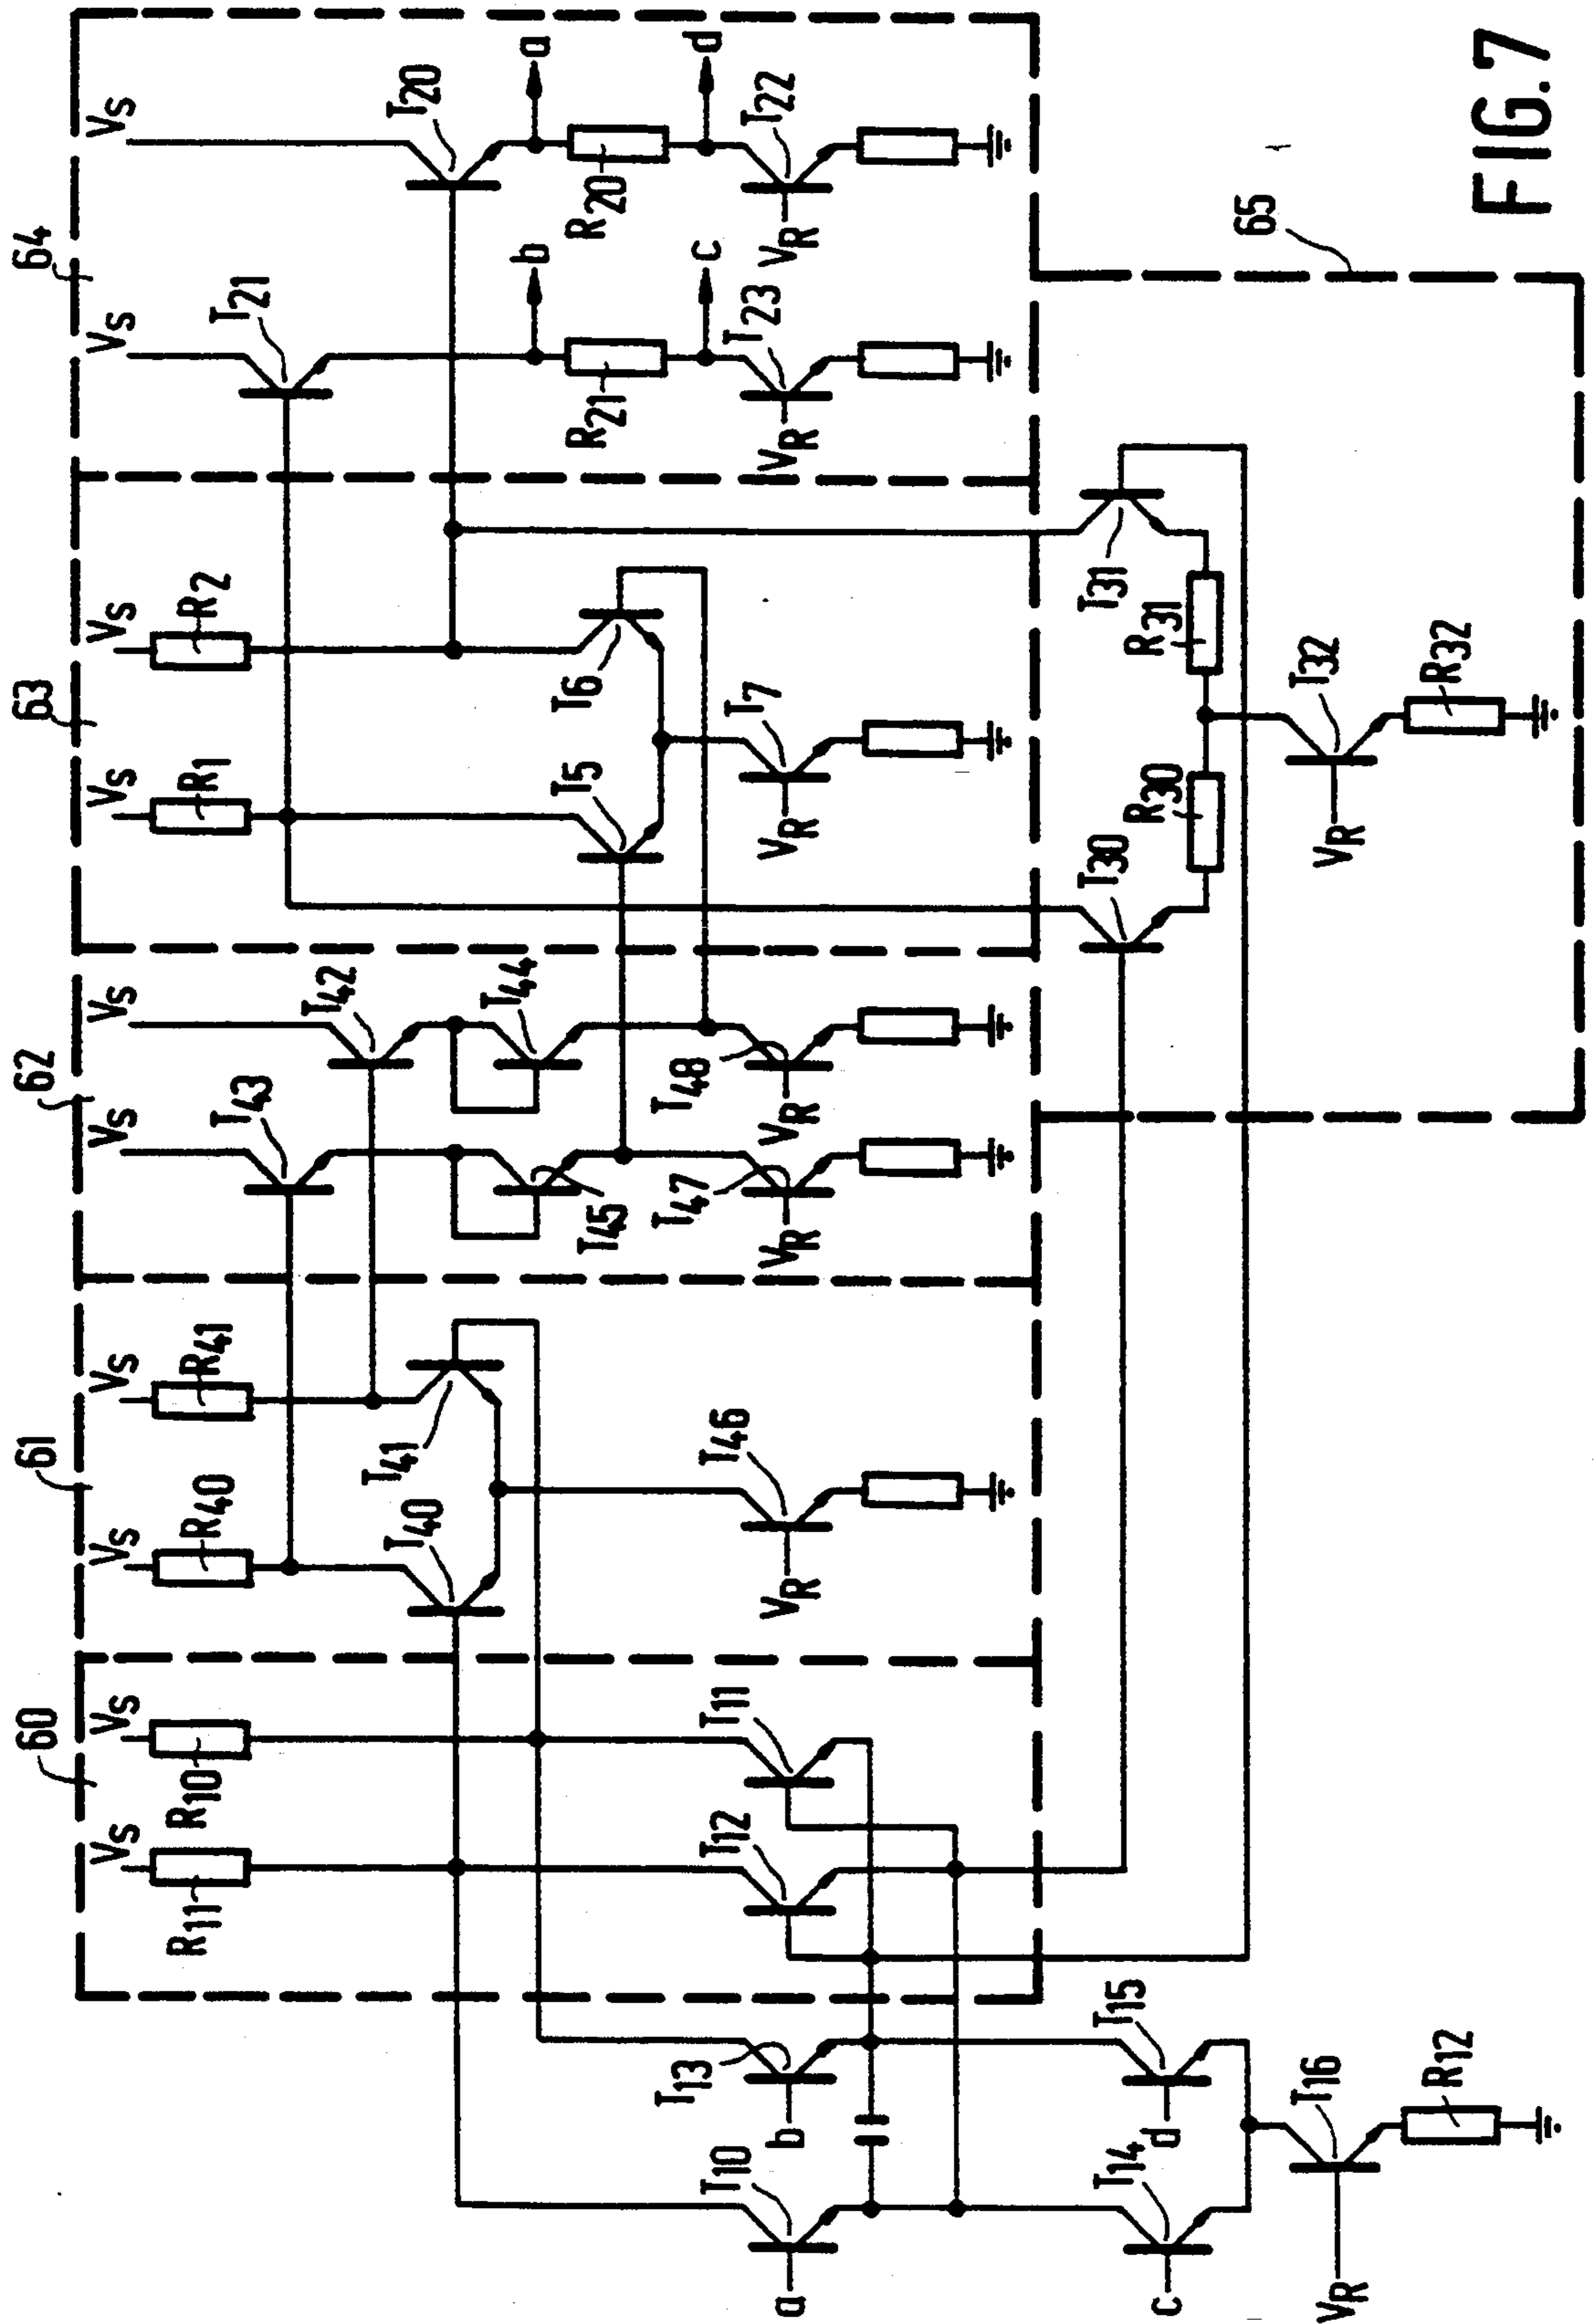 60
61
62
63
64
VS
VS
VS
VS
VS
VS
VS
VS
VS
VS
R11
R10
R40
R41
R1
R2
T43
T21
T42
T40
T41
T20
T44
b
a
T5
T6
T45
R21
R20
T13
T47
T48
c
d
T10
T12
T11
T46
T7
T23
T22
a
b
VR
VR
VR
VR
VR
VR
T14
T15
T30
T31
R30
R31
c
d
65
T16
T32
VR
VR
R12
R32
FIG. 7